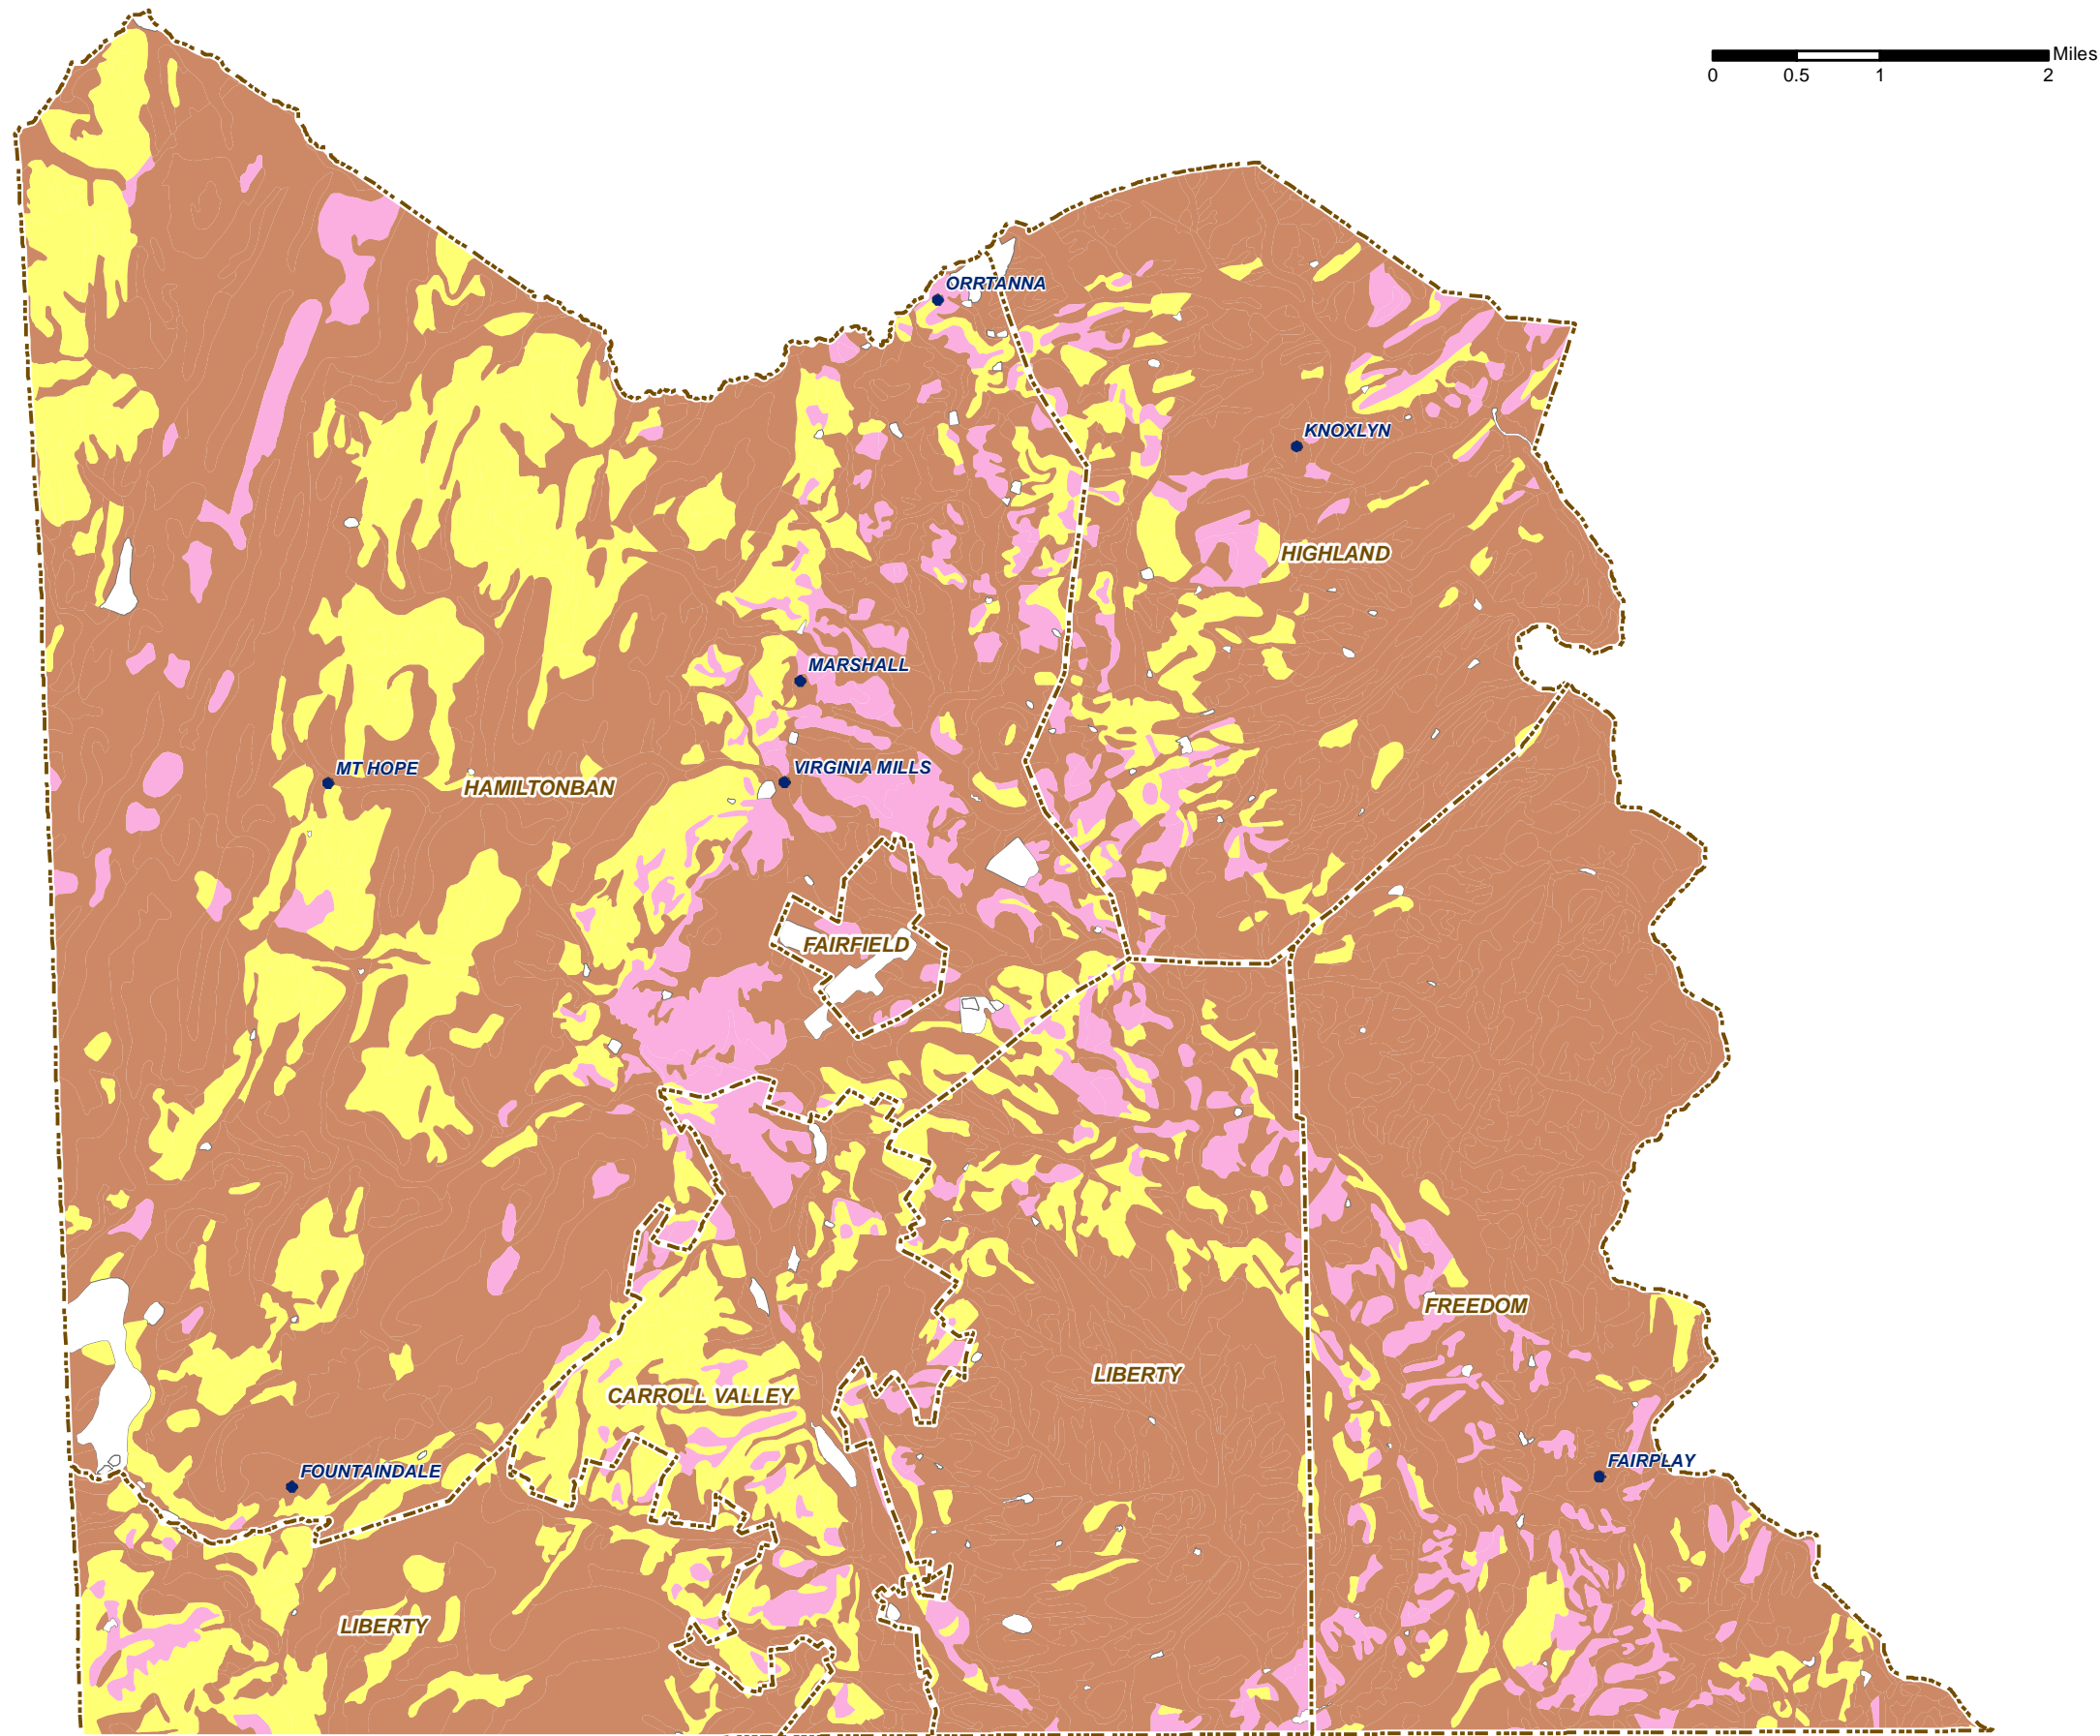 Miles
0 0.5 1 2
ORRTANNA
KNOXLYN
HIGHLAND
MARSHALL
MT HOPE
VIRGINIA MILLS
HAMILTONBAN
FAIRFIELD
FREEDOM
LIBERTY
CARROLL VALLEY
FAIRPLAY
FOUNTAINDALE
LIBERTY